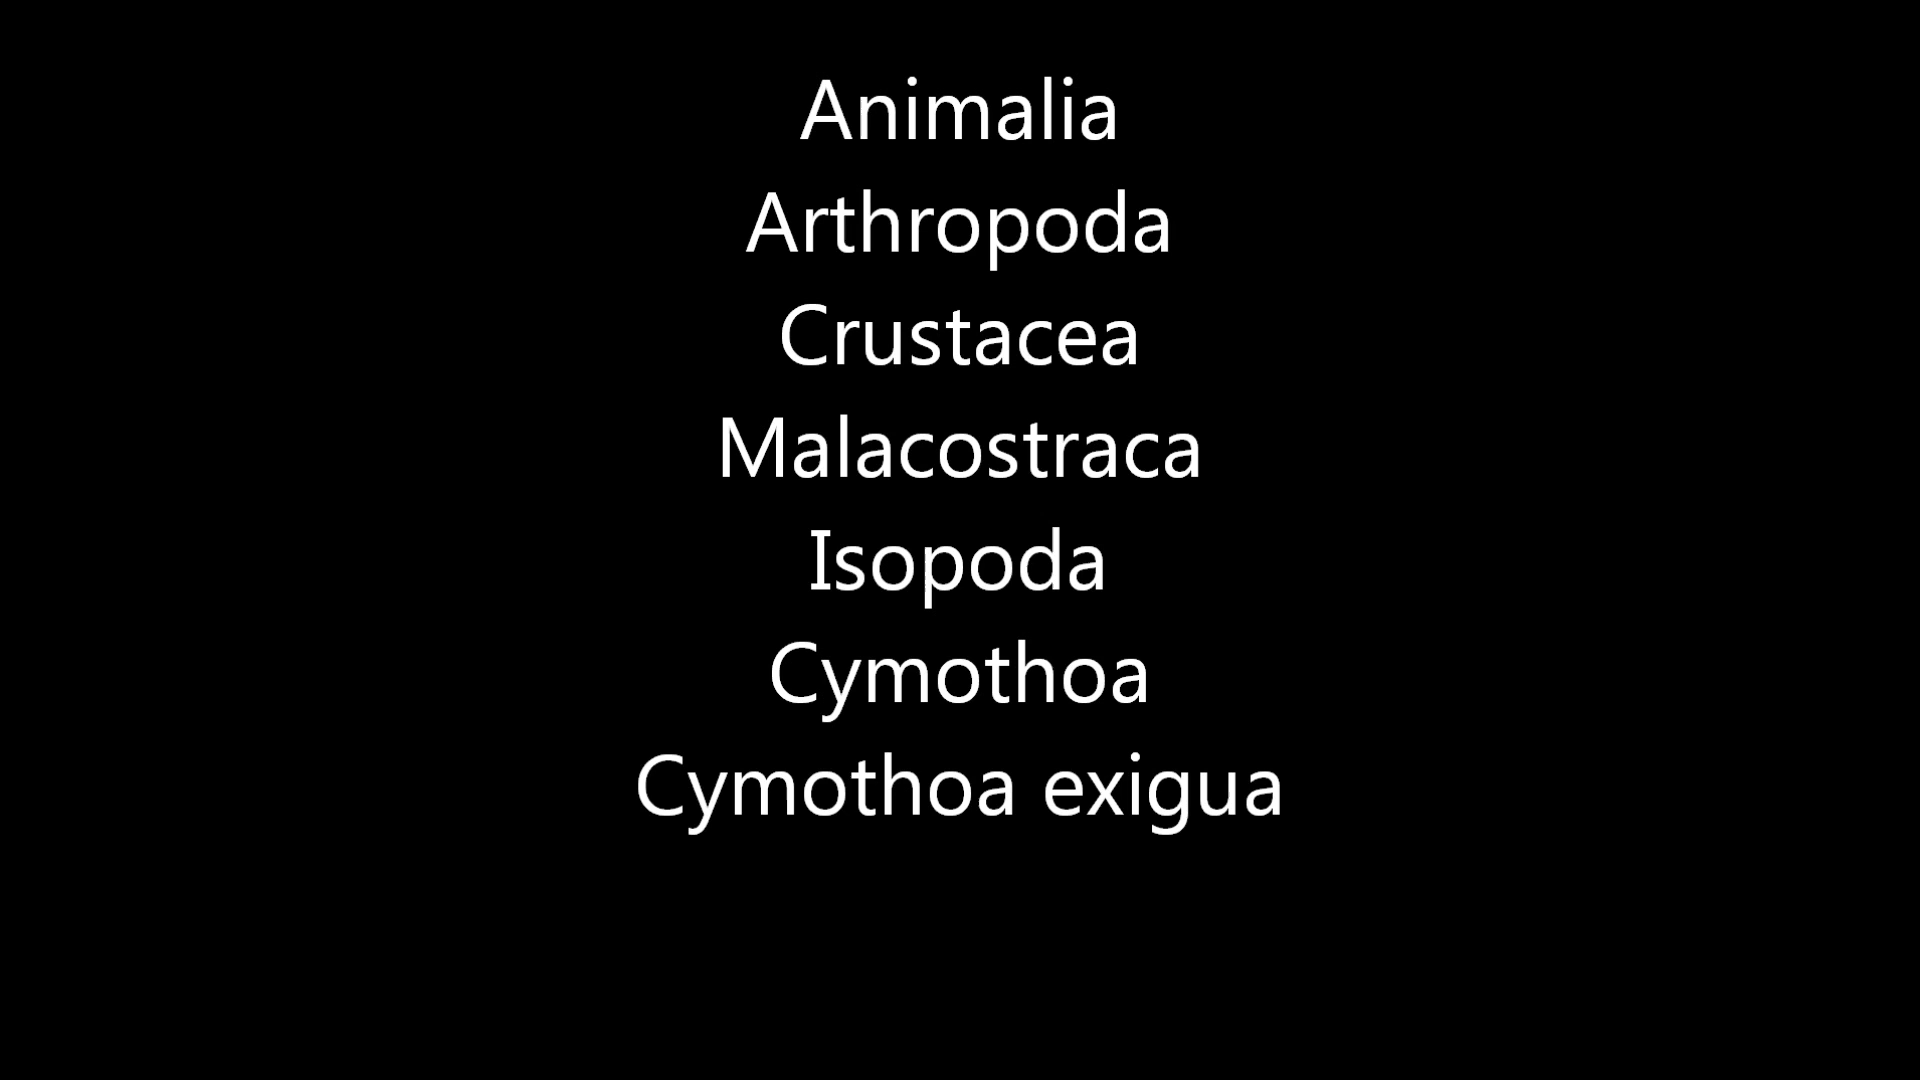 Animalia
Arthropoda
Crustacea
Malacostraca
Isopoda
Cymothoa
Cymothoa exigua